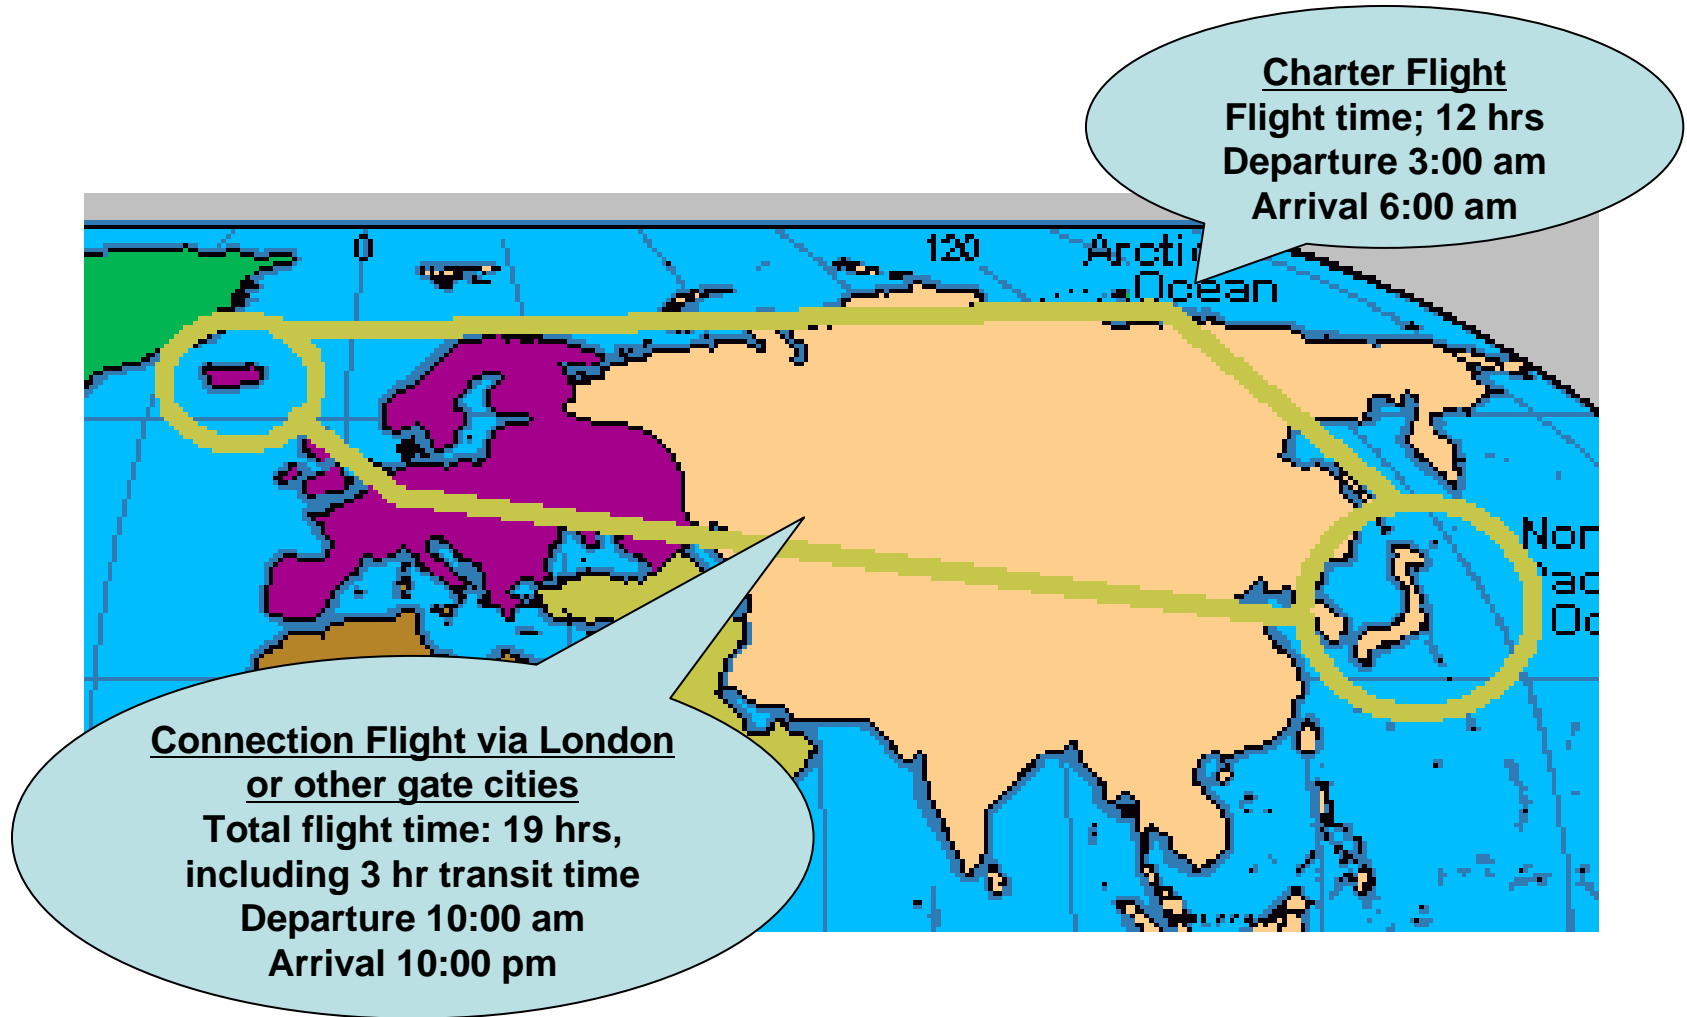 Charter Flight
Flight time; 12 hrs
Departure 3:00 am
Arrival 6:00 am
0
120
Ocean
Connection Flight via London
or other gate cities
Total flight time: 19 hrs,
including 3 hr transit time
Departure 10:00 am
Arrival 10:00 pm